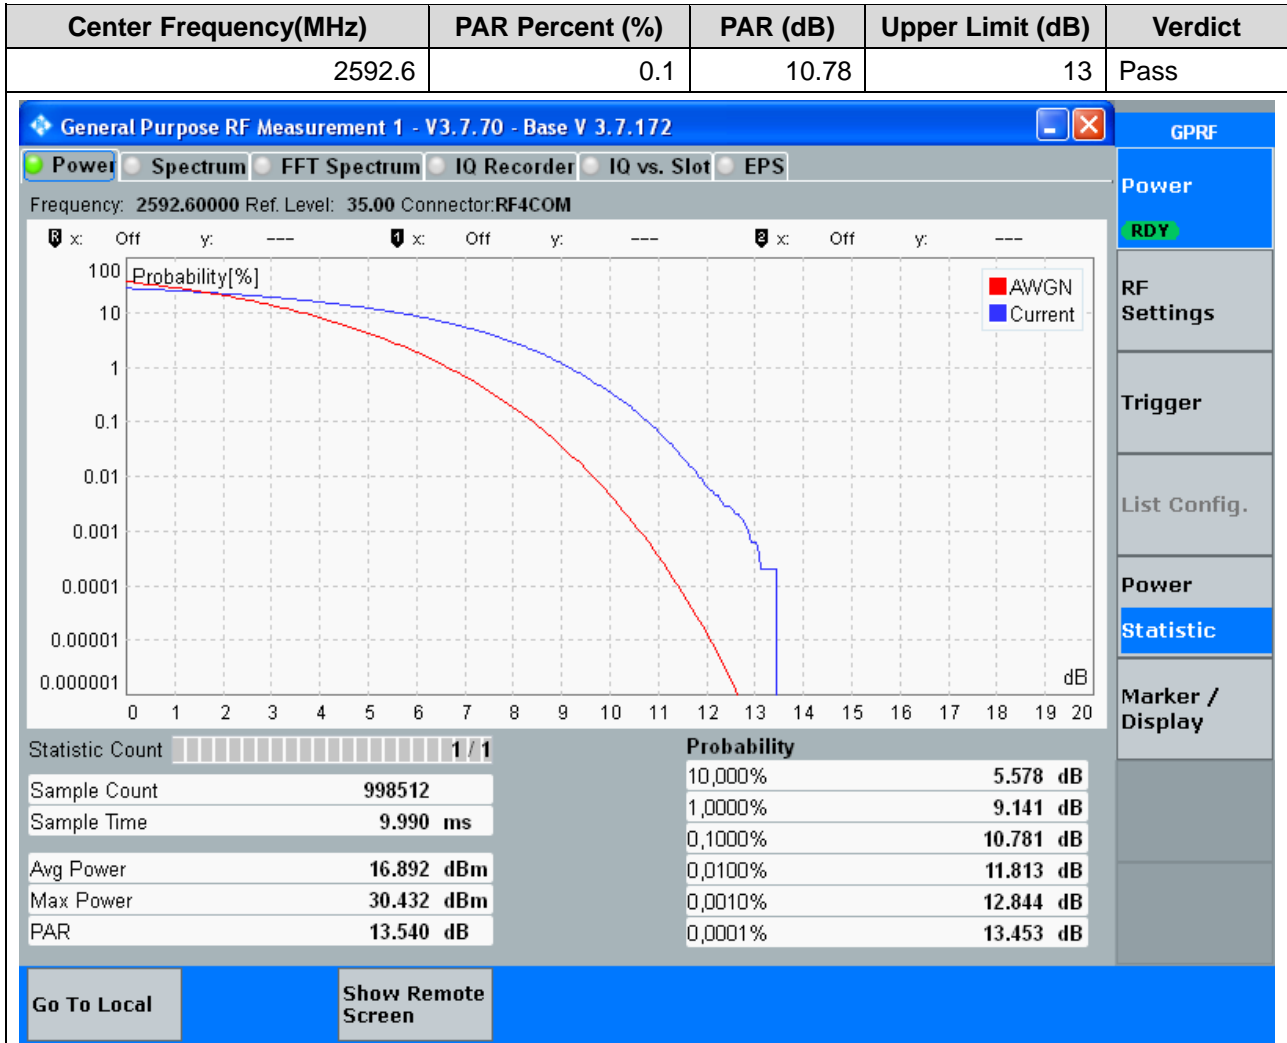 Center Frequency(MHz) PAR Percent (%) PAR (dB) Upper Limit (dB) Verdict
2592.6 0.1 10.78 13 Pass
General Purpose RF Measurement 1 - V3.7.70 - Base V 3.7.172
GPRF
Power Spectrum FFT Spectrum IQ Recorder IQ vs. Slot EPS
Frequency: 2592.60000 Ref. Level: 35.00 Connector:RF4COM
R x: Off y: --- 1 x: Off y: --- 2 x: Off y: ---
Probability[%]
AWGN
Current
100
10
1
0.1
0.01
0.001
0.0001
0.00001
0.000001
dB
0 1 2 3 4 5 6 7 8 9 10 11 12 13 14 15 16 17 18 19 20
Statistic Count 1 / 1
Sample Count 998512
Sample Time 9.990 ms
Avg Power 16.892 dBm
Max Power 30.432 dBm
PAR 13.540 dB
Probability
10,000% 5.578 dB
1,0000% 9.141 dB
0,1000% 10.781 dB
0,0100% 11.813 dB
0,0010% 12.844 dB
0,0001% 13.453 dB
Power
RDY
RF
Settings
Trigger
List Config.
Power
Statistic
Marker /
Display
Go To Local
Show Remote
Screen